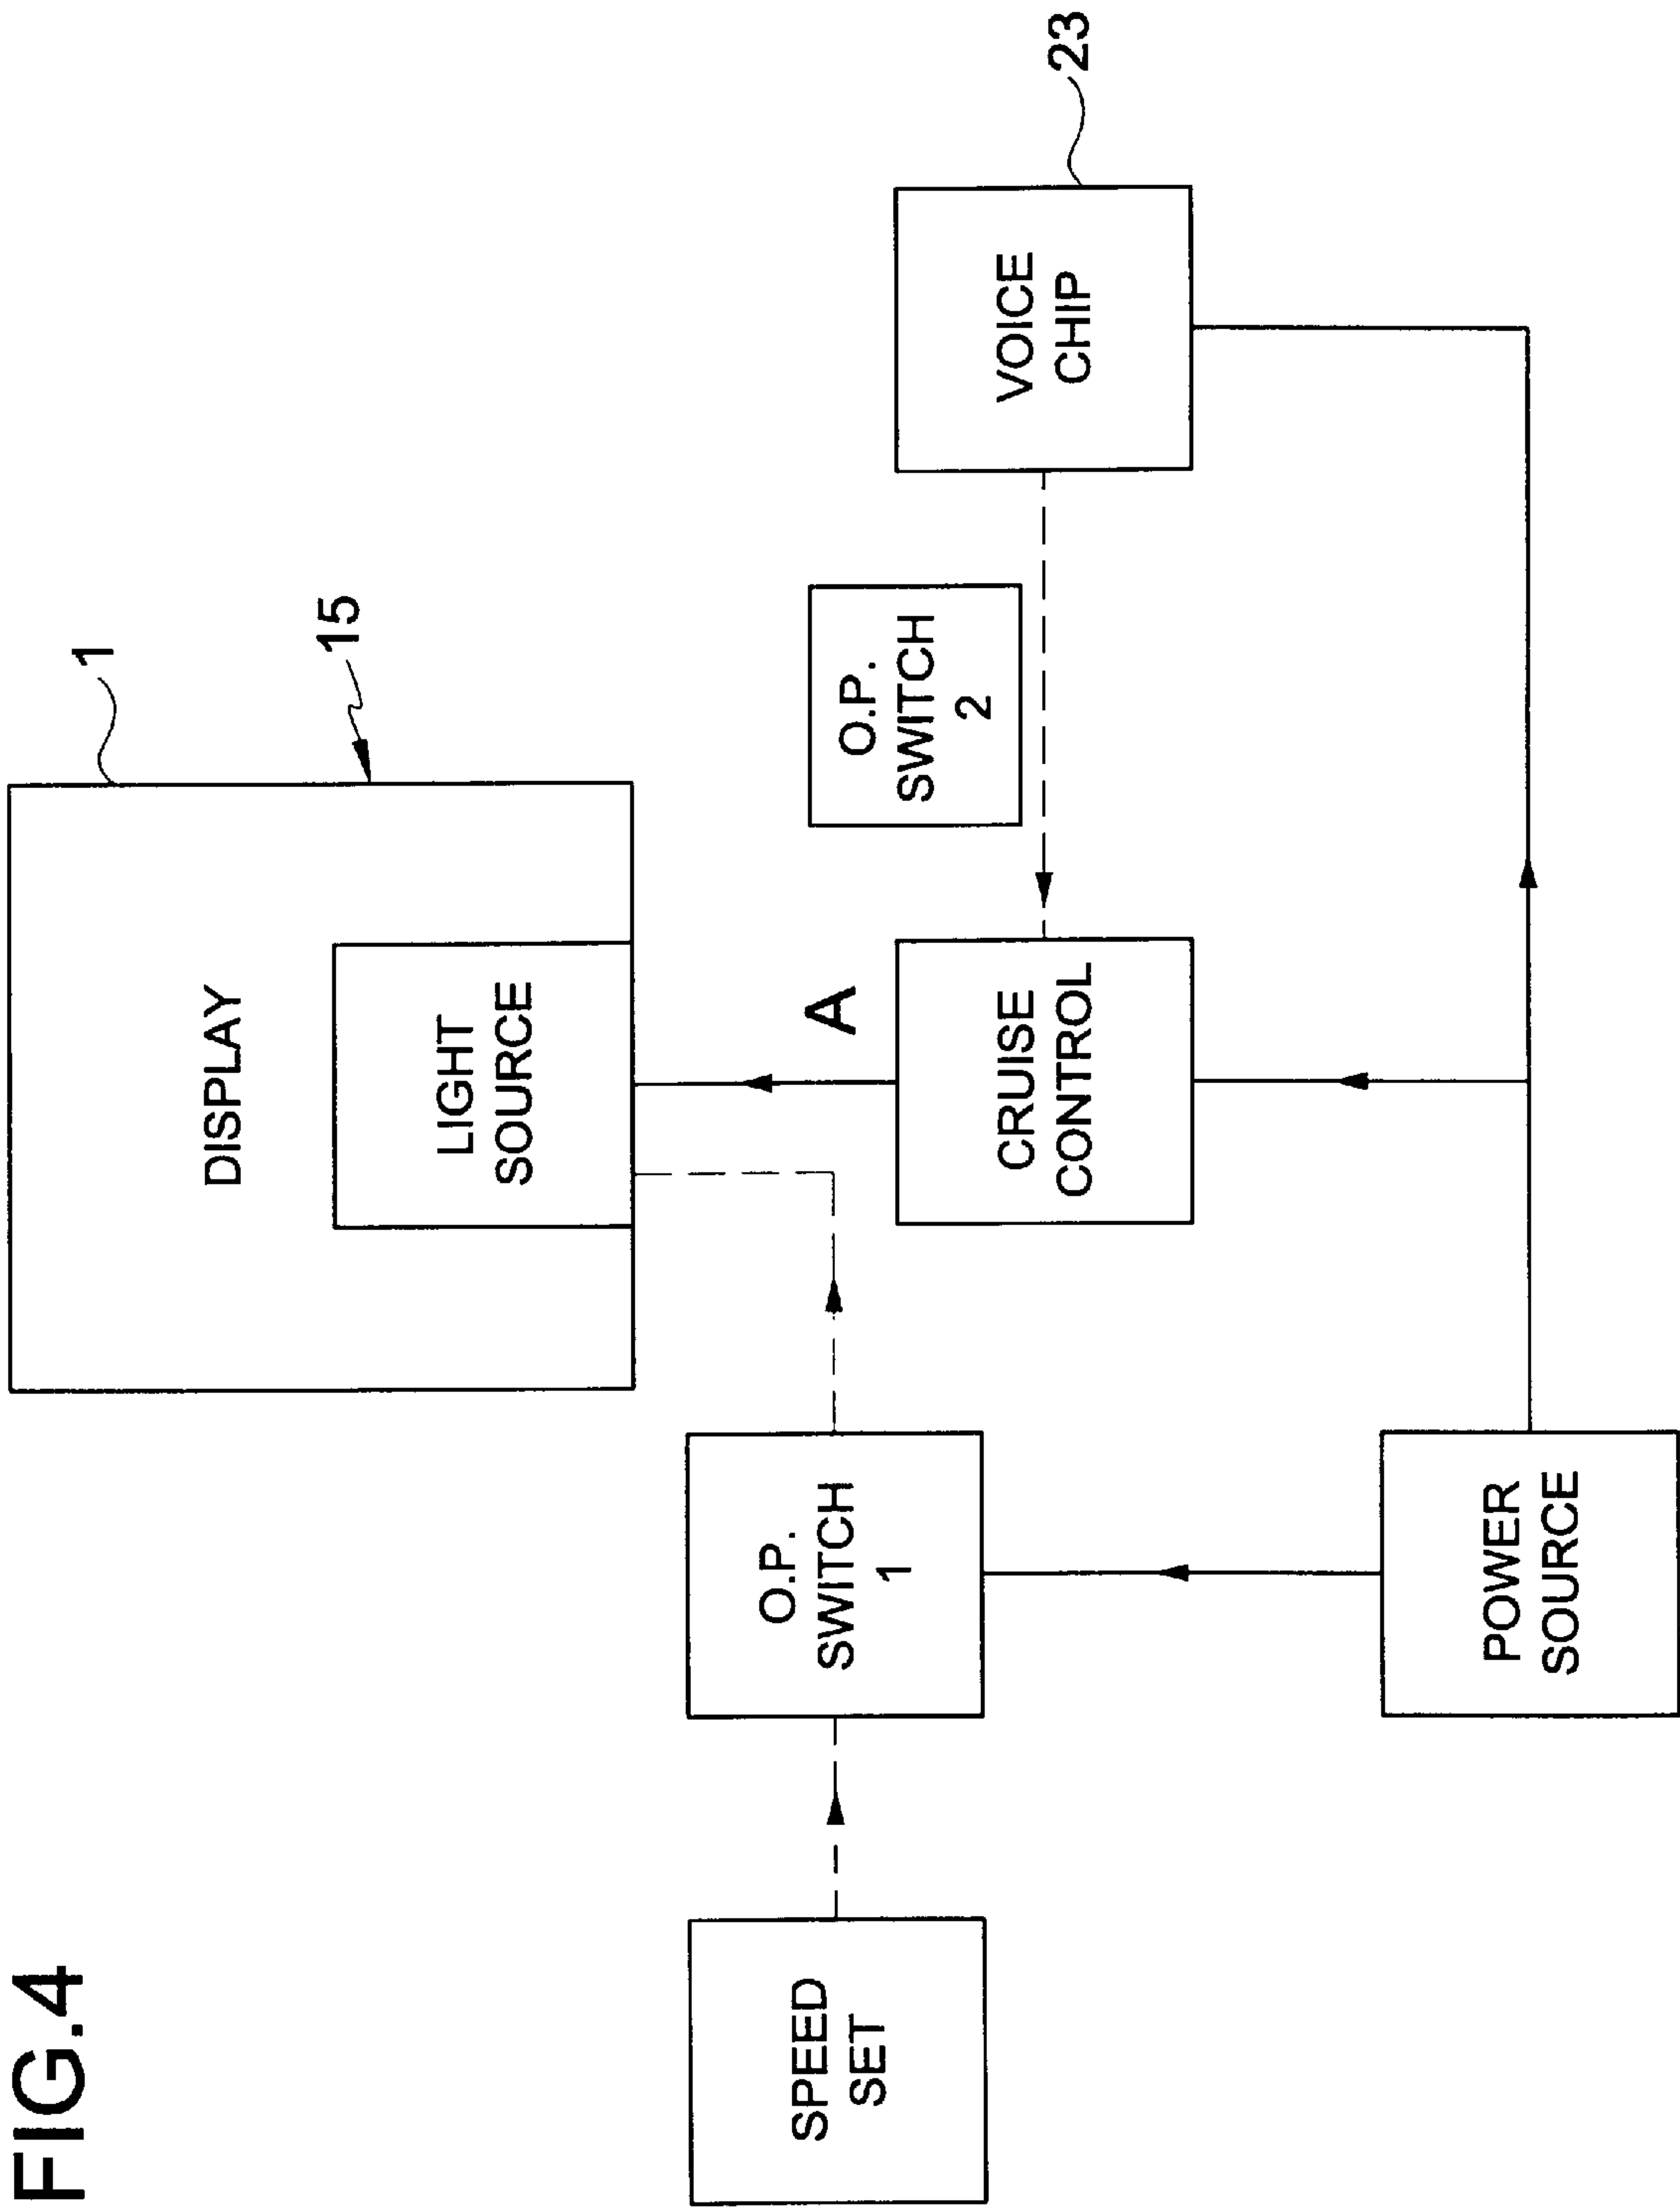 FIG.4
1
15
DISPLAY
LIGHT
SOURCE
SPEED
SET
O.P.
SWITCH
1
A
O.P.
SWITCH
2
CRUISE
CONTROL
VOICE
CHIP
23
POWER
SOURCE